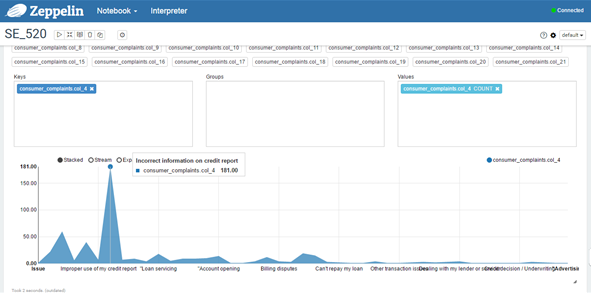 Zeppelin Notebook Interpreter Connected
SE_520 default
consumer_complaints.col_8 consumer_complaints.col_9 consumer_complaints.col_10 consumer_complaints.col_11 consumer_complaints.col_12 consumer_complaints.col_13 consumer_complaints.col_14
consumer_complaints.col_15 consumer_complaints.col_16 consumer_complaints.col_17 consumer_complaints.col_18 consumer_complaints.col_19 consumer_complaints.col_20 consumer_complaints.col_21
Keys Groups Values
consumer_complaints.col_4 consumer_complaints.col_4 COUNT
Stacked Stream Exp consumer_complaints.col_4
Incorrect information on credit report
consumer_complaints.col_4 181.00
181.00
150.00
100.00
50.00
0.00
Issue Improper use of my credit report "Loan servicing "Account opening Billing disputes Can't repay my loan Other transaction issues Dealing with my lender or decision / Underwriting "Advertisi
Took 2 seconds. (outdated)